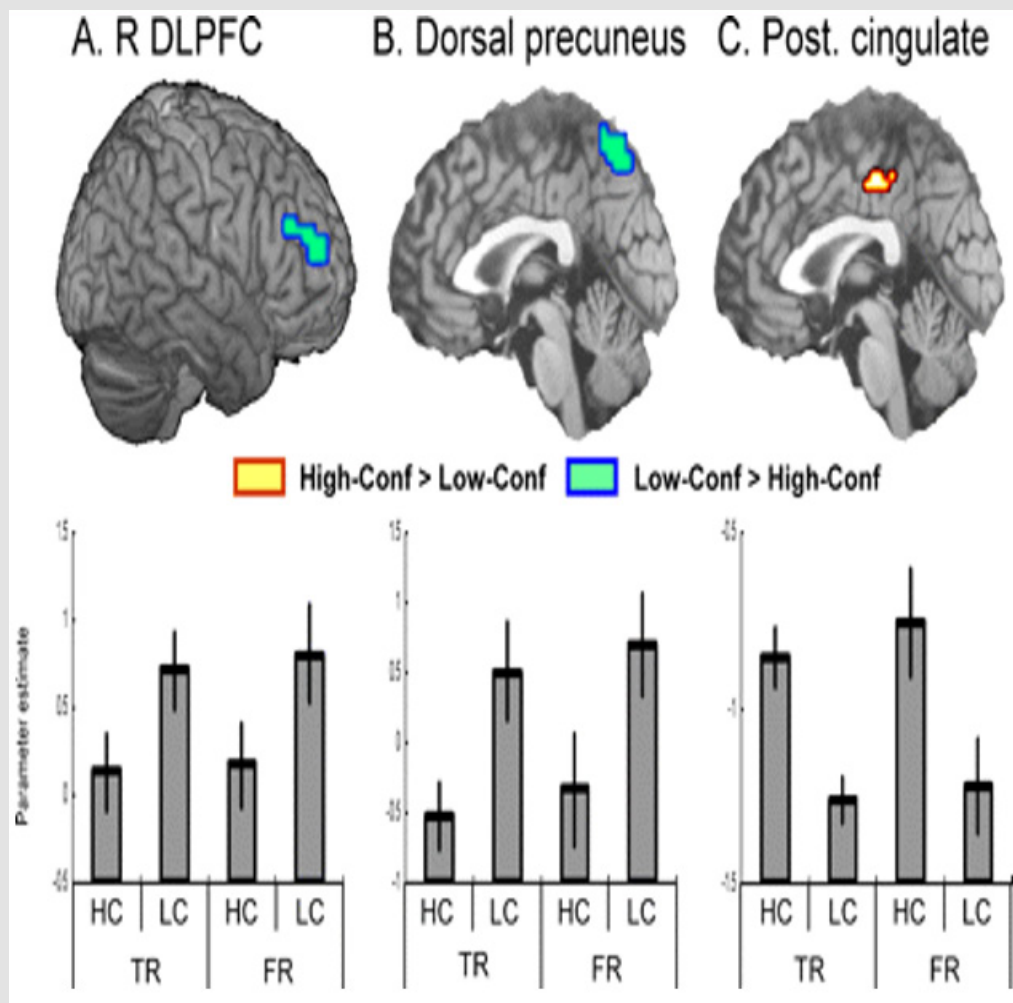 A. R DLPFC
B. Dorsal precuneus
C. Post. cingulate
High-Conf > Low-Conf
Low-Conf > High-Conf
Parameter estimate
1.5
1
0.5
0.0
-0.5
HC LC HC LC
TR FR
1.5
1
0.5
0.0
-0.5
-1
HC LC HC LC
TR FR
-0.5
-1
-1.5
HC LC HC LC
TR FR